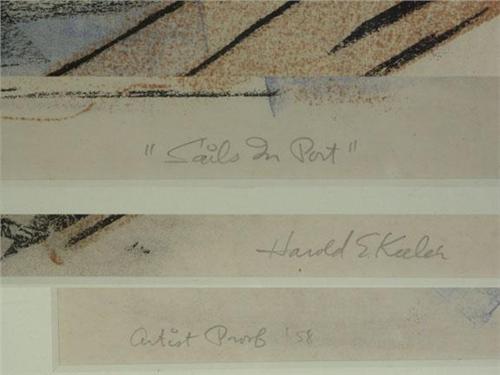 "Sails In Port"
Harold E. Keeler
Artist Proof '58